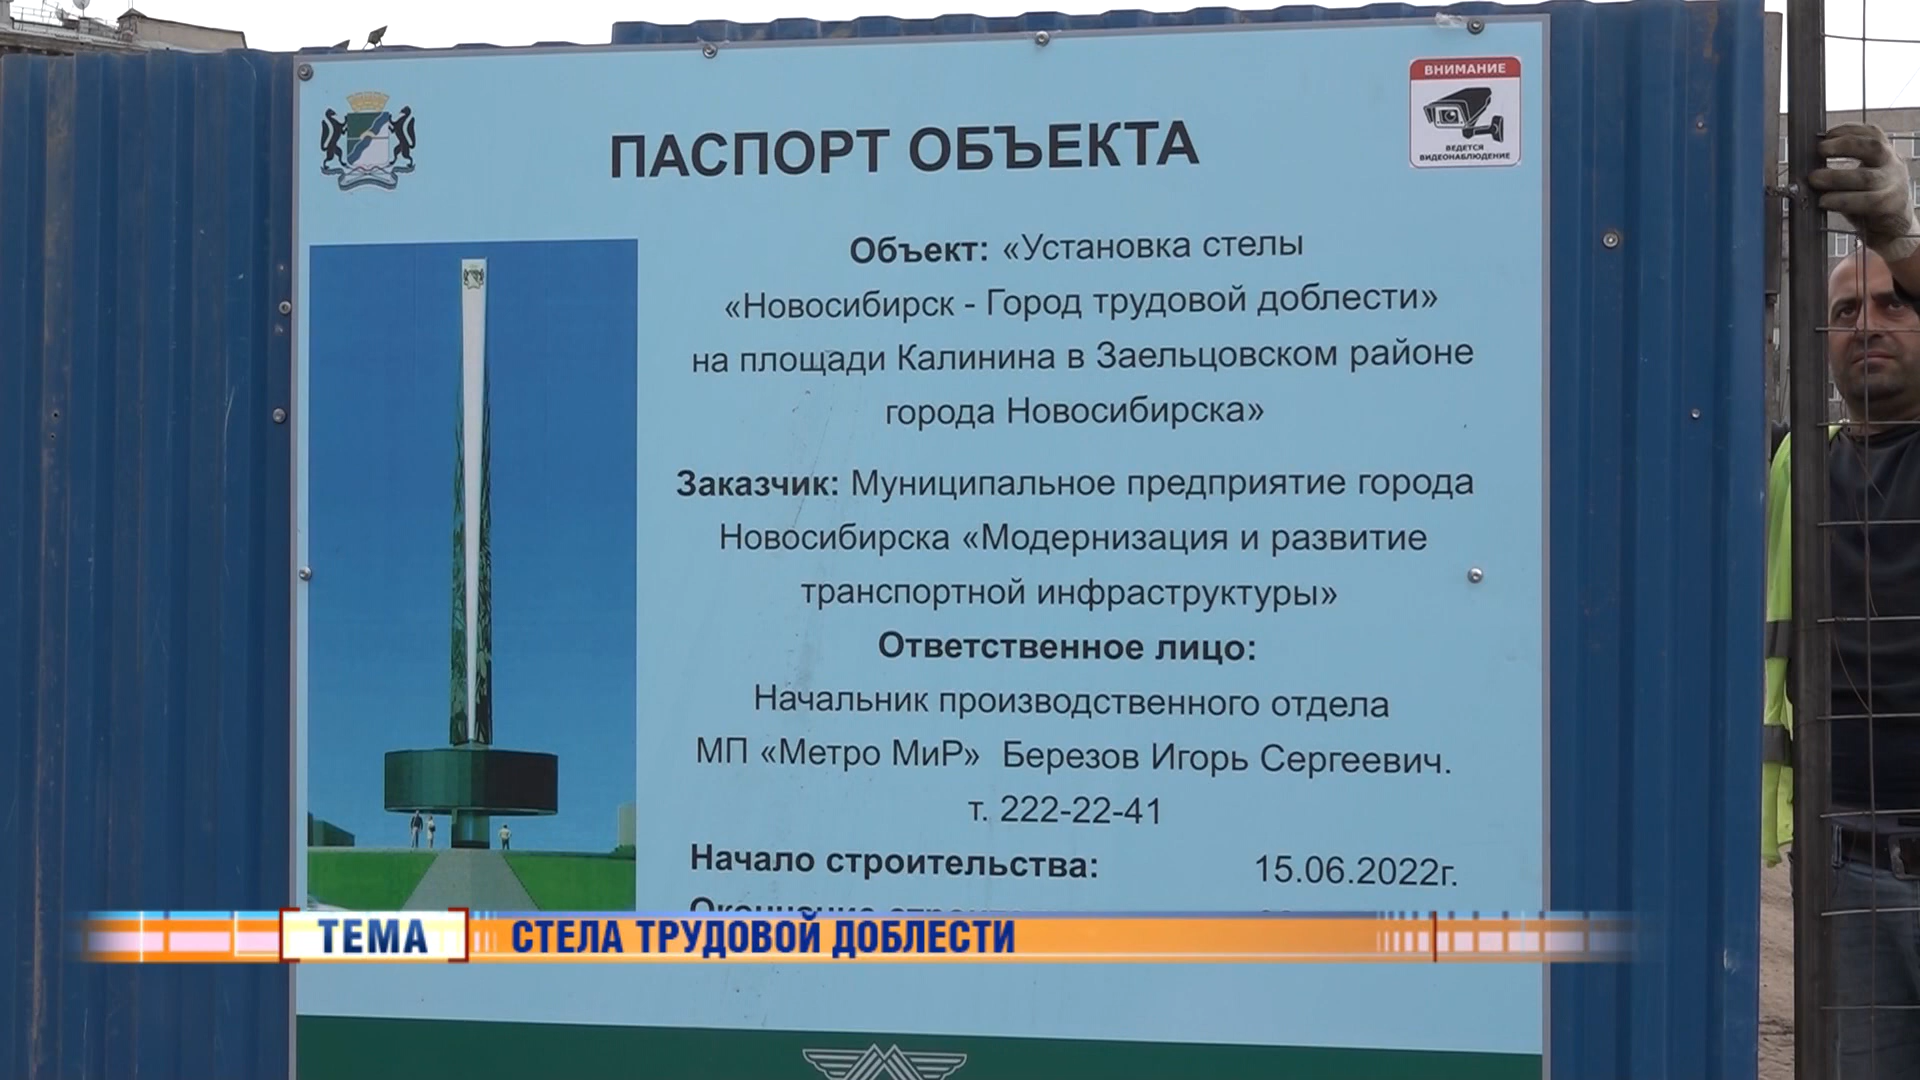 ВНИМАНИЕ
ВЕДЕТСЯ
ВИДЕОНАБЛЮДЕНИЕ
ПАСПОРТ ОБЪЕКТА
Объект: «Установка стелы
«Новосибирск - Город трудовой доблести»
на площади Калинина в Заельцовском районе
города Новосибирска»
Заказчик: Муниципальное предприятие города
Новосибирска «Модернизация и развитие
транспортной инфраструктуры»
Ответственное лицо:
Начальник производственного отдела
МП «Метро МиР» Березов Игорь Сергеевич.
т. 222-22-41
Начало строительства: 15.06.2022г.
ТЕМА СТЕЛА ТРУДОВОЙ ДОБЛЕСТИ